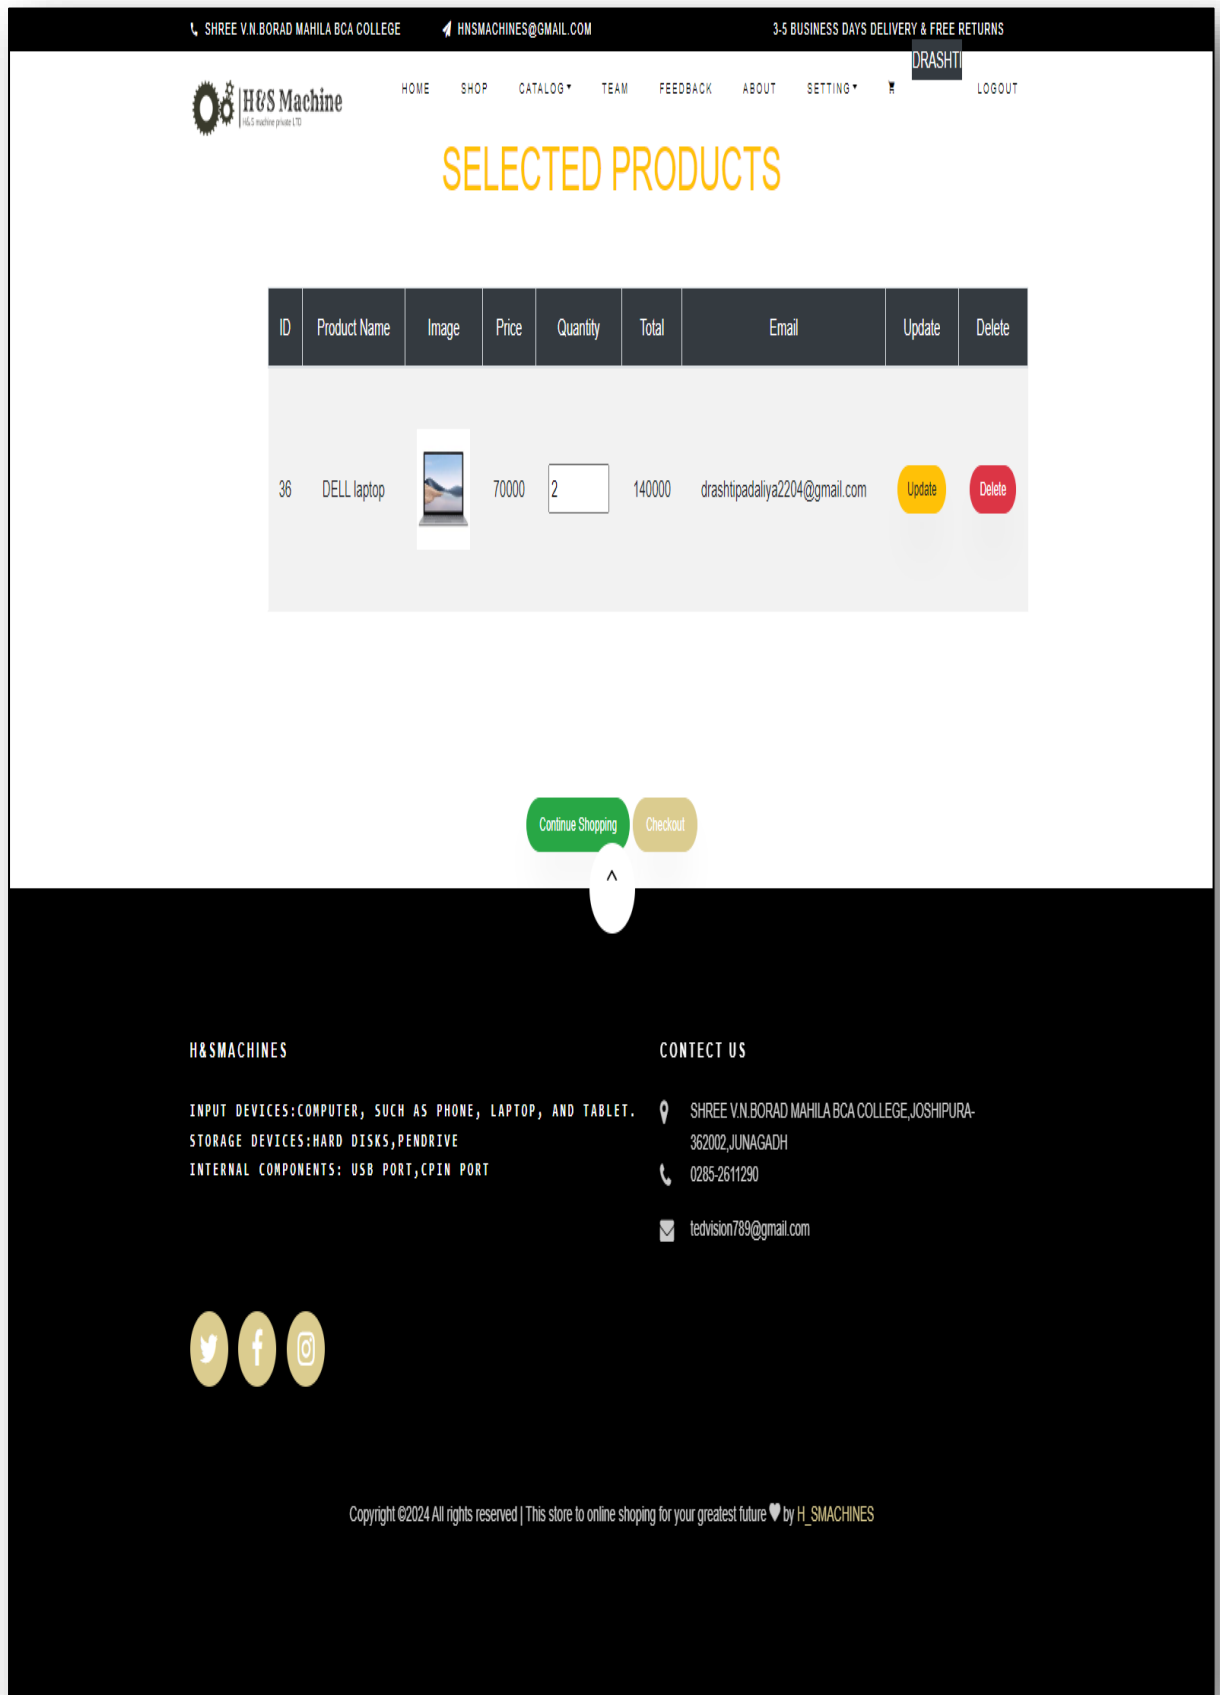 SHREE V.N.BORAD MAHILA BCA COLLEGE HNSMACHINES@GMAIL.COM 3-5 BUSINESS DAYS DELIVERY & FREE RETURNS
DRASHTI
H&S Machine
H&S machine private LTD
HOME SHOP CATALOG TEAM FEEDBACK ABOUT SETTING LOGOUT
SELECTED PRODUCTS
ID Product Name Image Price Quantity Total Email Update Delete
36 DELL laptop 70000 2 140000 drashtipadaliya2204@gmail.com Update Delete
Continue Shopping Checkout
H&SMACHINES
INPUT DEVICES:COMPUTER, SUCH AS PHONE, LAPTOP, AND TABLET.
STORAGE DEVICES:HARD DISKS,PENDRIVE
INTERNAL COMPONENTS: USB PORT,CPIN PORT
CONTECT US
SHREE V.N.BORAD MAHILA BCA COLLEGE,JOSHIPURA-
362002,JUNAGADH
0285-2611290
tedvision789@gmail.com
Copyright ©2024 All rights reserved | This store to online shoping for your greatest future ♥ by H_SMACHINES